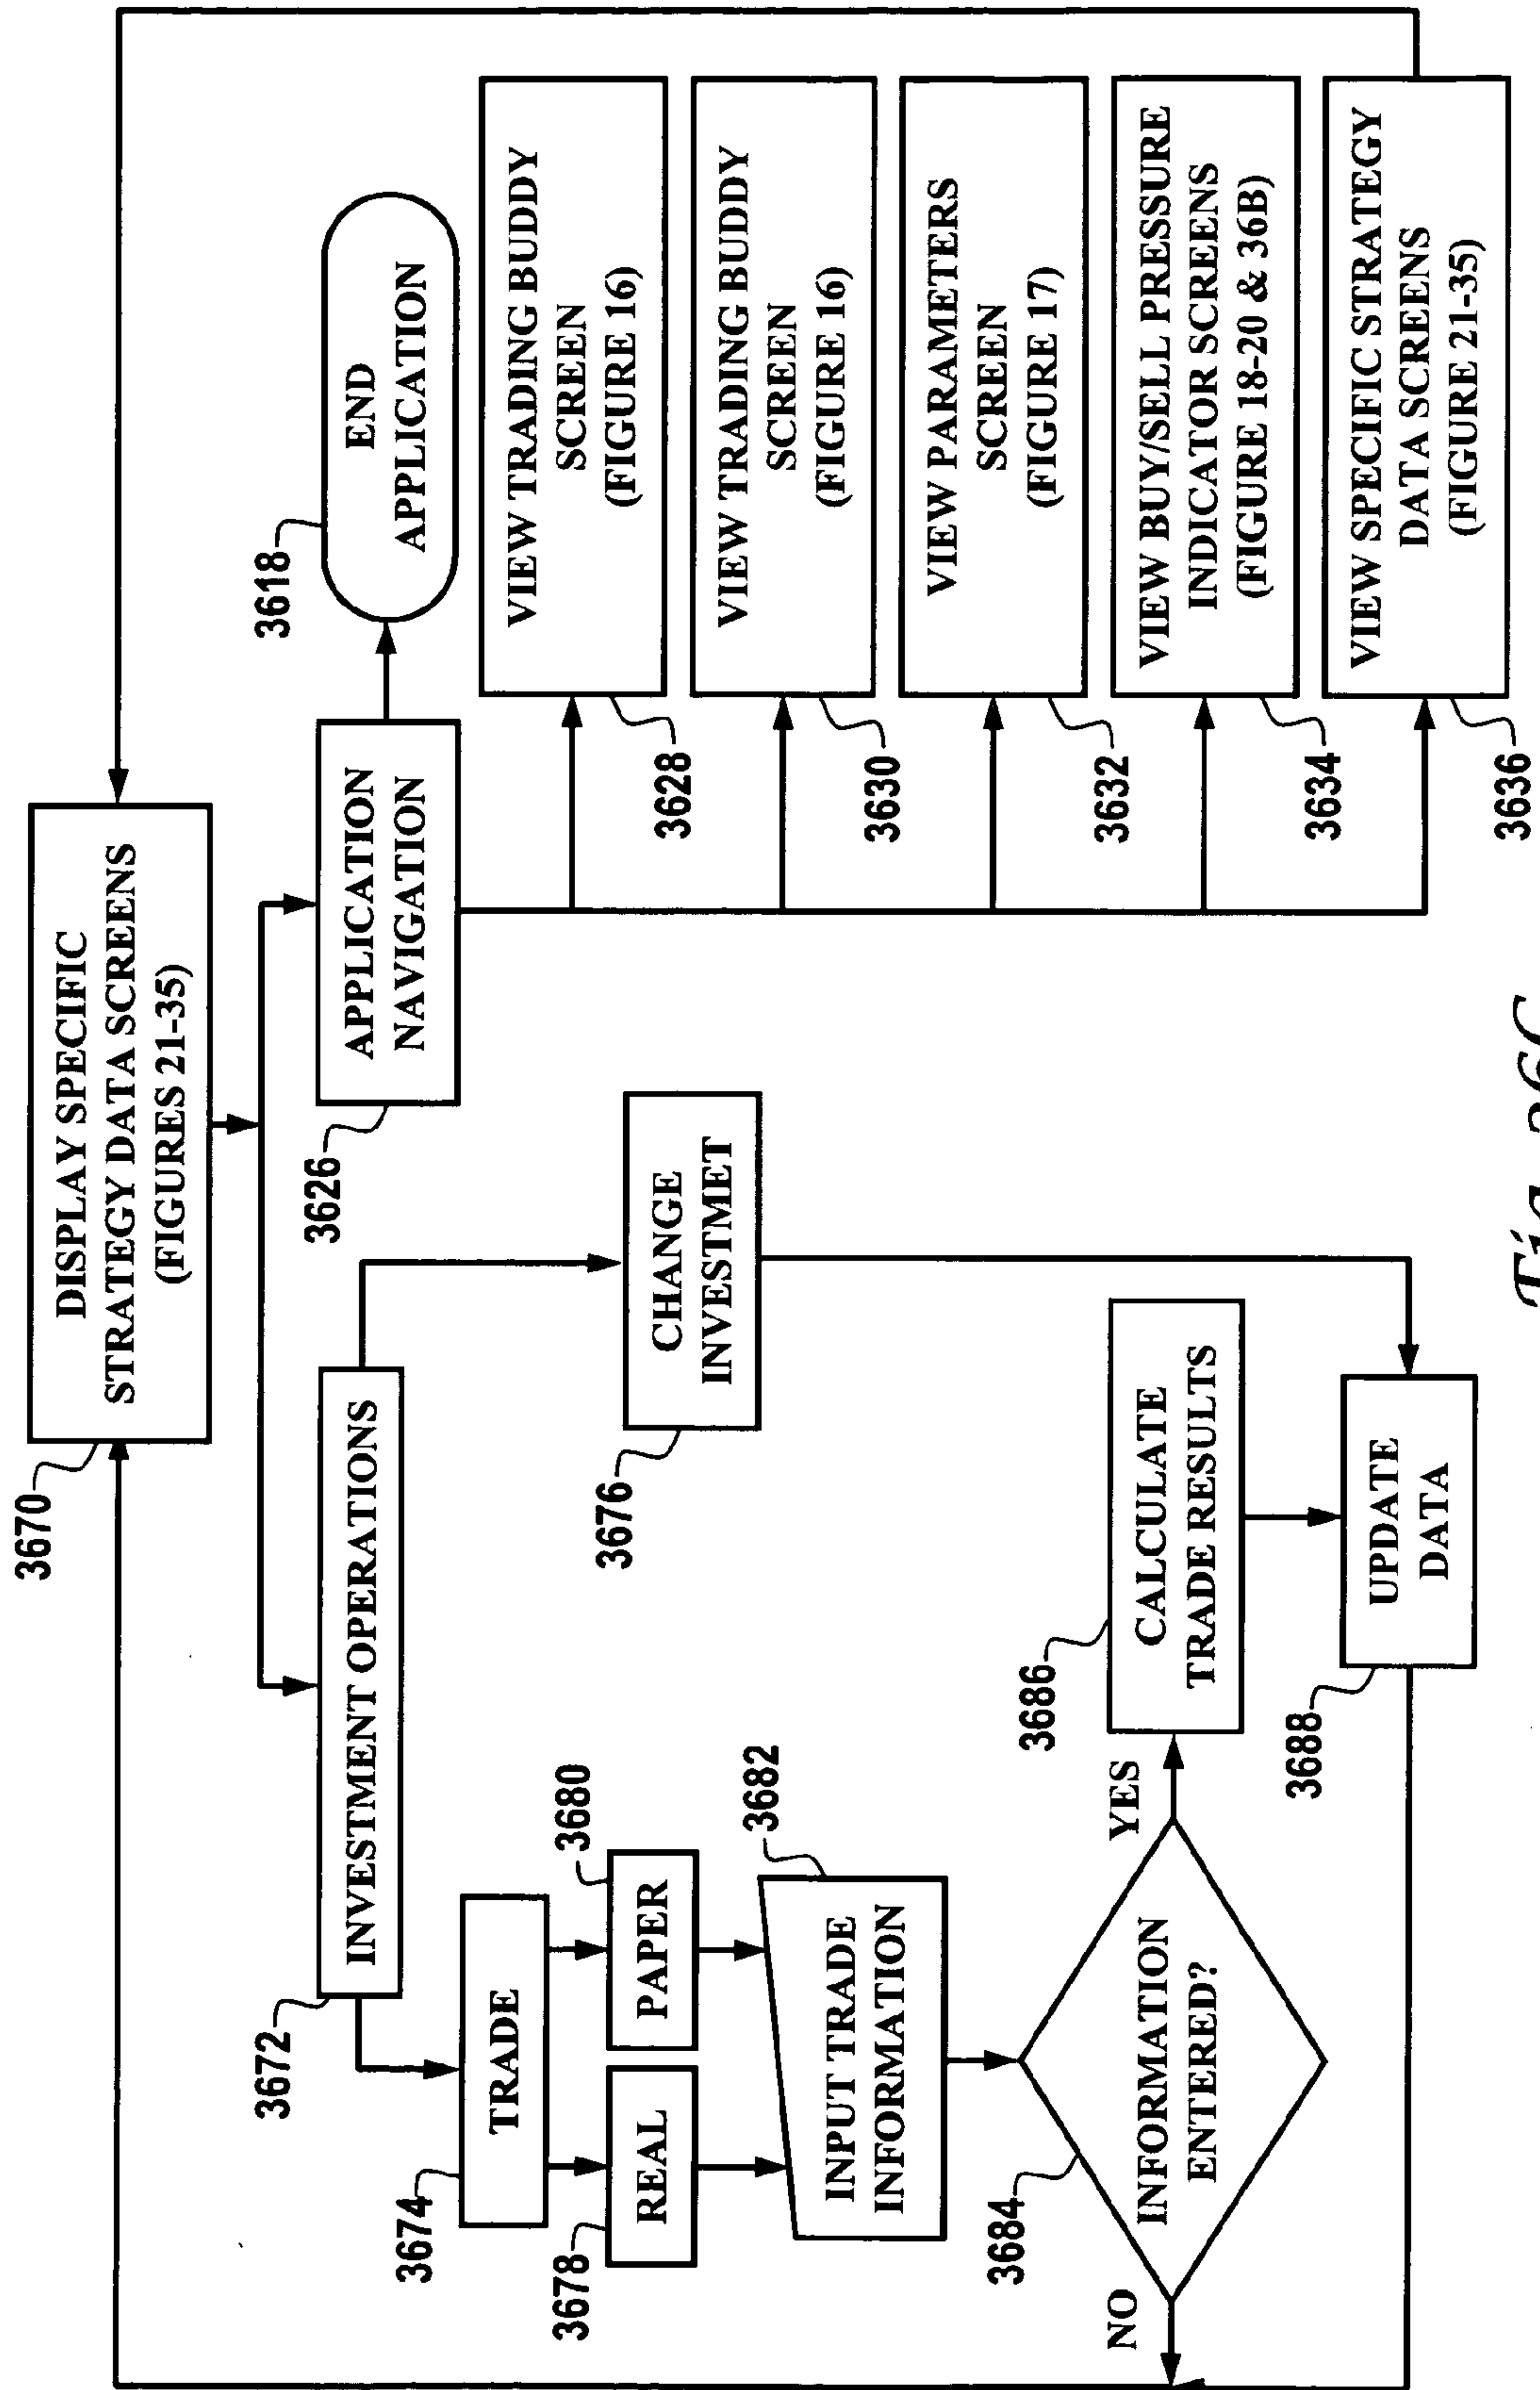 3670
DISPLAY SPECIFIC
STRATEGY DATA SCREENS
(FIGURES 21-35)
3672
INVESTMENT OPERATIONS
3626
APPLICATION
NAVIGATION
3618
END
APPLICATION
3674
TRADE
3678
REAL
3680
PAPER
3682
INPUT TRADE
INFORMATION
3684
INFORMATION
ENTERED?
NO
YES
3676
CHANGE
INVESTMET
3686
CALCULATE
TRADE RESULTS
3688
UPDATE
DATA
VIEW TRADING BUDDY
SCREEN
(FIGURE 16)
3628
VIEW TRADING BUDDY
SCREEN
(FIGURE 16)
3630
VIEW PARAMETERS
SCREEN
(FIGURE 17)
3632
VIEW BUY/SELL PRESSURE
INDICATOR SCREENS
(FIGURE 18-20 & 36B)
3634
VIEW SPECIFIC STRATEGY
DATA SCREENS
(FIGURE 21-35)
3636